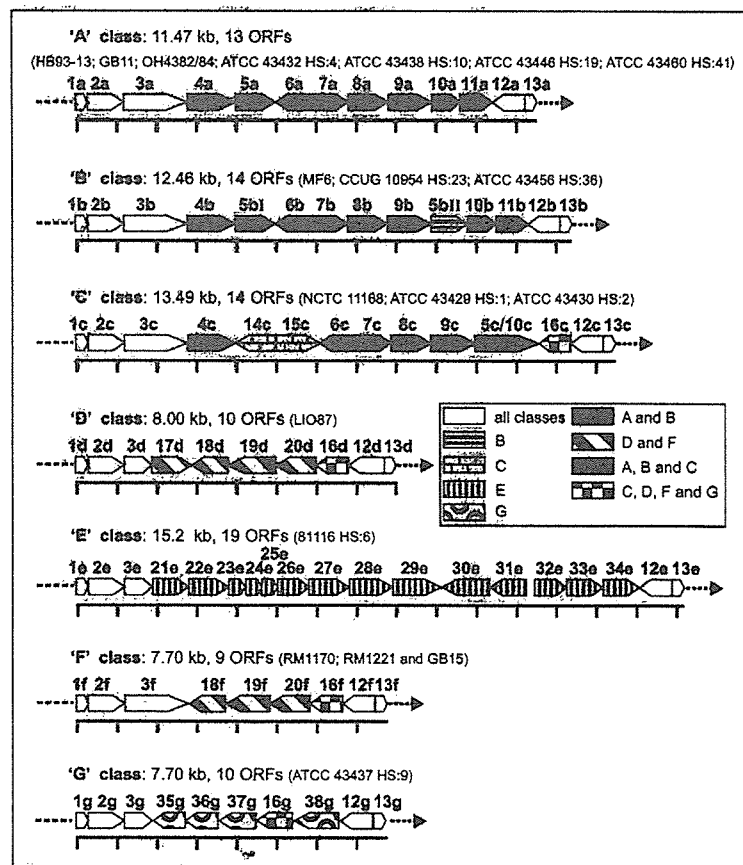 'A' class: 11.47 kb, 13 ORFs
(HB93-13; GB11; OH4382/84; ATCC 43432 HS:4; ATCC 43438 HS:10; ATCC 43446 HS:19; ATCC 43460 HS:41)
1a 2a 3a 4a 5a 6a 7a 8a 9a 10a 11a 12a 13a
'B' class: 12.46 kb, 14 ORFs (MF6; CCUG 10954 HS:23; ATCC 43456 HS:36)
1b 2b 3b 4b 5bI 6b 7b 8b 9b 5bII 10b 11b 12b 13b
'C' class: 13.49 kb, 14 ORFs (NCTC 11168; ATCC 43429 HS:1; ATCC 43430 HS:2)
1c 2c 3c 4c 14c 15c 6c 7c 8c 9c 5c/10c 16c 12c 13c
'D' class: 8.00 kb, 10 ORFs (LIO87)
1d 2d 3d 17d 18d 19d 20d 16d 12d 13d
all classes A and B
B D and F
C A, B and C
E C, D, F and G
G
'E' class: 15.2 kb, 19 ORFs (81116 HS:6)
25e
1e 2e 3e 21e 22e 23e 24e 26e 27e 28e 29e 30e 31e 32e 33e 34e 12e 13e
'F' class: 7.70 kb, 9 ORFs (RM1170; RM1221 and GB15)
1f 2f 3f 18f 19f 20f 16f 12f 13f
'G' class: 7.70 kb, 10 ORFs (ATCC 43437 HS:9)
1g 2g 3g 35g 36g 37g 16g 38g 12g 13g